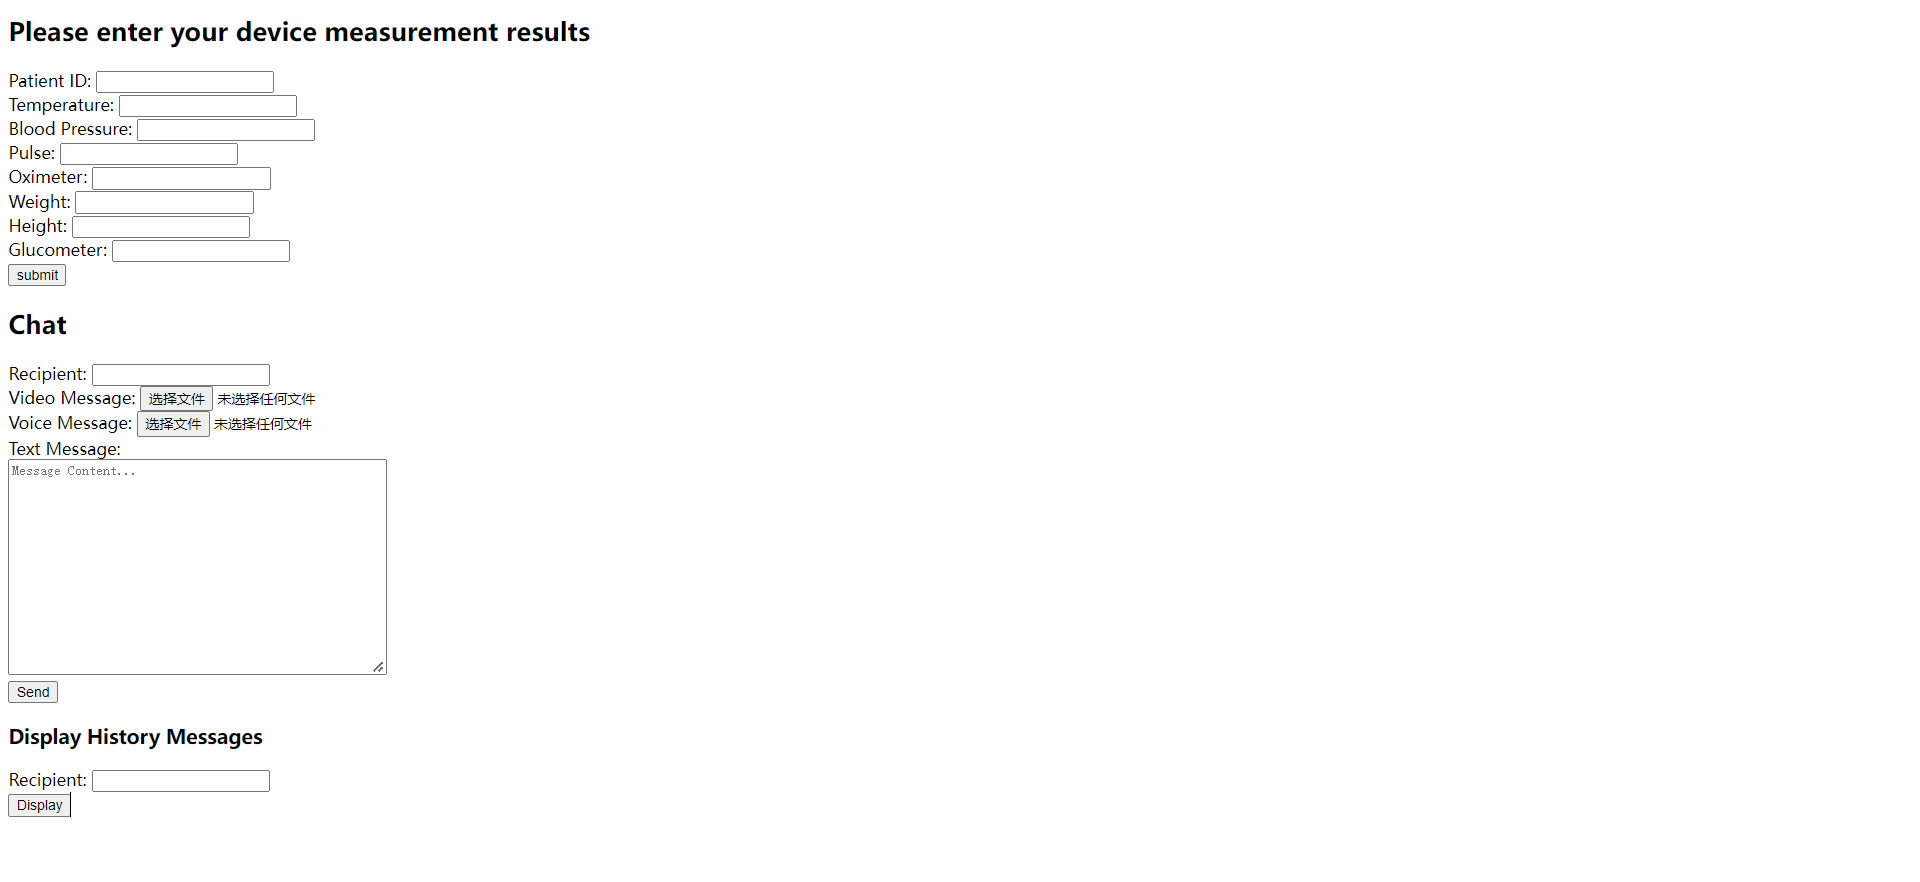 Please enter your device measurement results
Patient ID:
Temperature:
Blood Pressure:
Pulse:
Oximeter:
Weight:
Height:
Glucometer:
submit
Chat
Recipient:
Video Message: 选择文件 未选择任何文件
Voice Message: 选择文件 未选择任何文件
Text Message:
Message Content...
Send
Display History Messages
Recipient:
Display